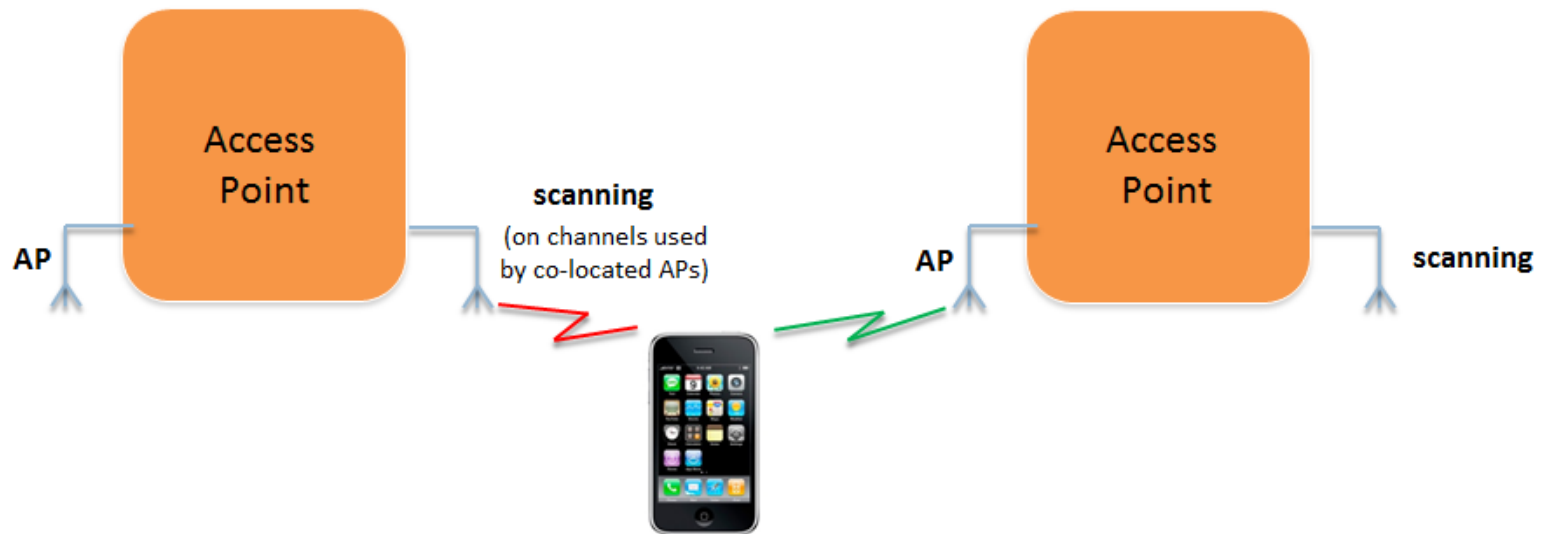 Access
Point
AP
scanning
(on channels used
by co-located APs)
Access
Point
AP
scanning